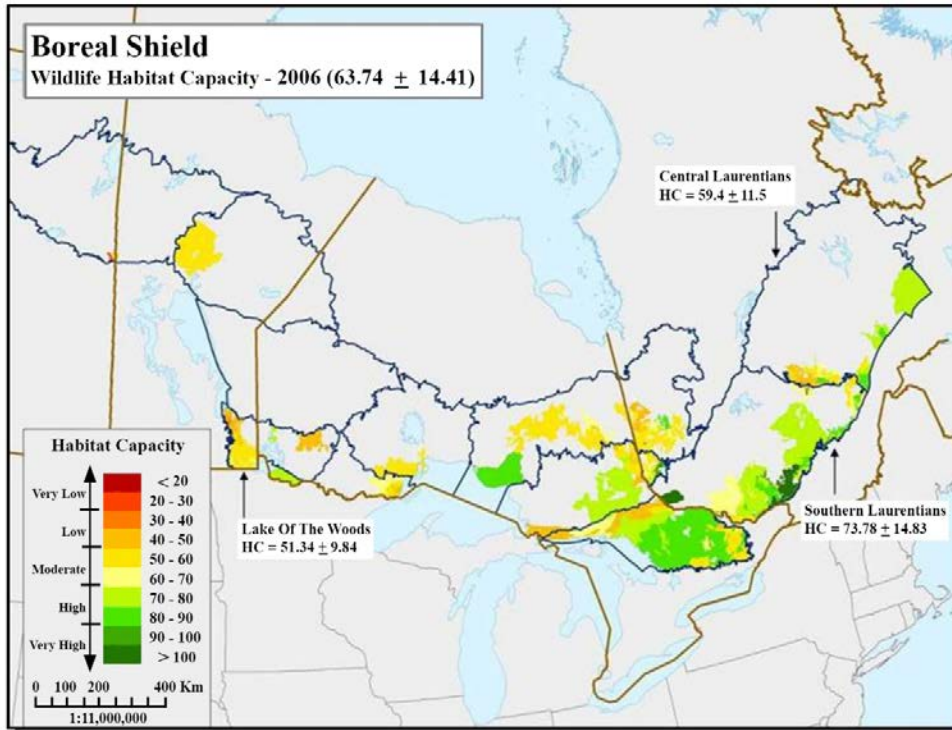 Boreal Shield
Wildlife Habitat Capacity - 2006 (63.74 ± 14.41)
Central Laurentians
HC = 59.4 ± 11.5
Habitat Capacity
Very Low
Low
Moderate
High
Very High
< 20
20 - 30
30 - 40
40 - 50
50 - 60
60 - 70
70 - 80
80 - 90
90 - 100
> 100
0 100 200 400 Km
1:11,000,000
Lake Of The Woods
HC = 51.34 ± 9.84
Southern Laurentians
HC = 73.78 ± 14.83